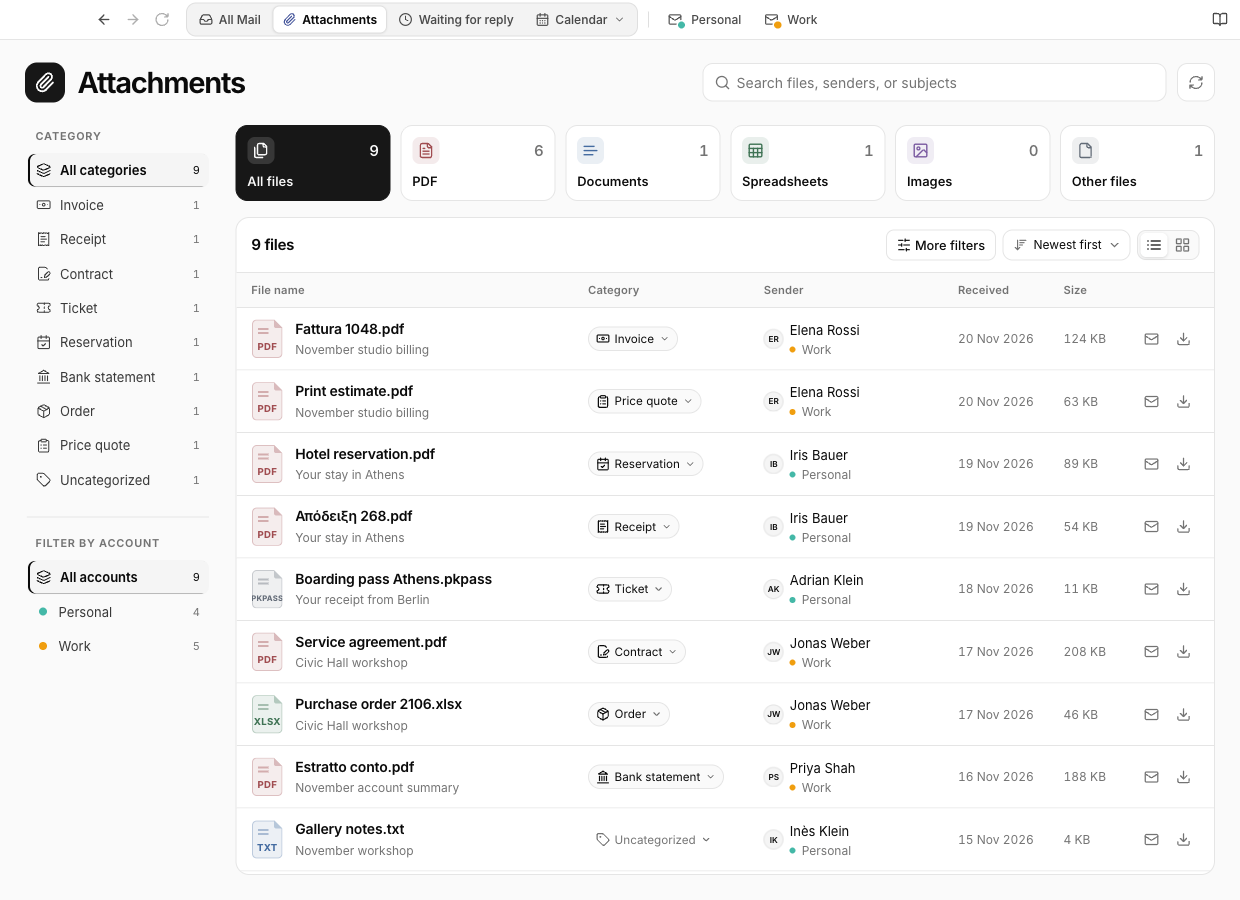 All Mail
Attachments
Waiting for reply
Calendar
Personal
Work
Attachments
Search files, senders, or subjects
CATEGORY
All categories 9
Invoice 1
Receipt 1
Contract 1
Ticket 1
Reservation 1
Bank statement 1
Order 1
Price quote 1
Uncategorized 1
FILTER BY ACCOUNT
All accounts 9
Personal 4
Work 5
9
All files
6
PDF
1
Documents
1
Spreadsheets
0
Images
1
Other files
9 files
More filters
Newest first
File name Category Sender Received Size
PDF
Fattura 1048.pdf
November studio billing
Invoice
ER
Elena Rossi
Work
20 Nov 2026
124 KB
PDF
Print estimate.pdf
November studio billing
Price quote
ER
Elena Rossi
Work
20 Nov 2026
63 KB
PDF
Hotel reservation.pdf
Your stay in Athens
Reservation
IB
Iris Bauer
Personal
19 Nov 2026
89 KB
PDF
Απόδειξη 268.pdf
Your stay in Athens
Receipt
IB
Iris Bauer
Personal
19 Nov 2026
54 KB
PKPASS
Boarding pass Athens.pkpass
Your receipt from Berlin
Ticket
AK
Adrian Klein
Personal
18 Nov 2026
11 KB
PDF
Service agreement.pdf
Civic Hall workshop
Contract
JW
Jonas Weber
Work
17 Nov 2026
208 KB
XLSX
Purchase order 2106.xlsx
Civic Hall workshop
Order
JW
Jonas Weber
Work
17 Nov 2026
46 KB
PDF
Estratto conto.pdf
November account summary
Bank statement
PS
Priya Shah
Work
16 Nov 2026
188 KB
TXT
Gallery notes.txt
November workshop
Uncategorized
IK
Inès Klein
Personal
15 Nov 2026
4 KB